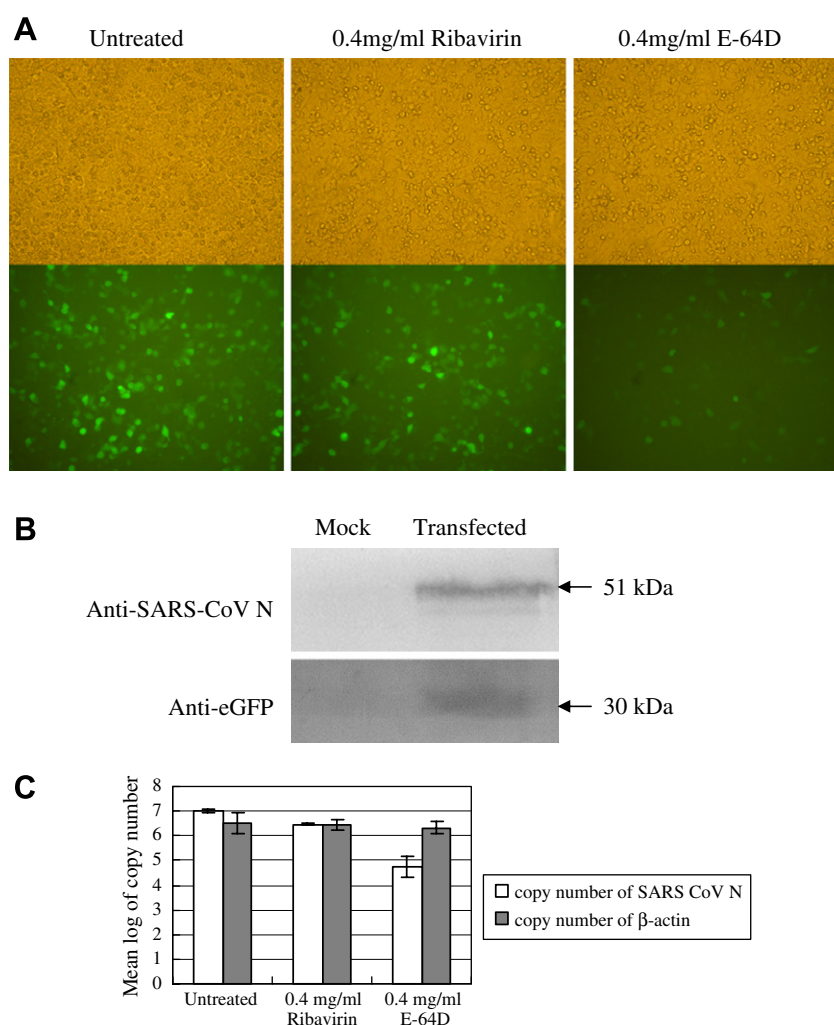 A
Untreated
0.4mg/ml Ribavirin
0.4mg/ml E-64D
B
Mock
Transfected
Anti-SARS-CoV N
51 kDa
Anti-eGFP
30 kDa
C
Mean log of copy number
8
7
6
5
4
3
2
1
0
Untreated
0.4 mg/ml
Ribavirin
0.4 mg/ml
E-64D
copy number of SARS CoV N
copy number of β-actin